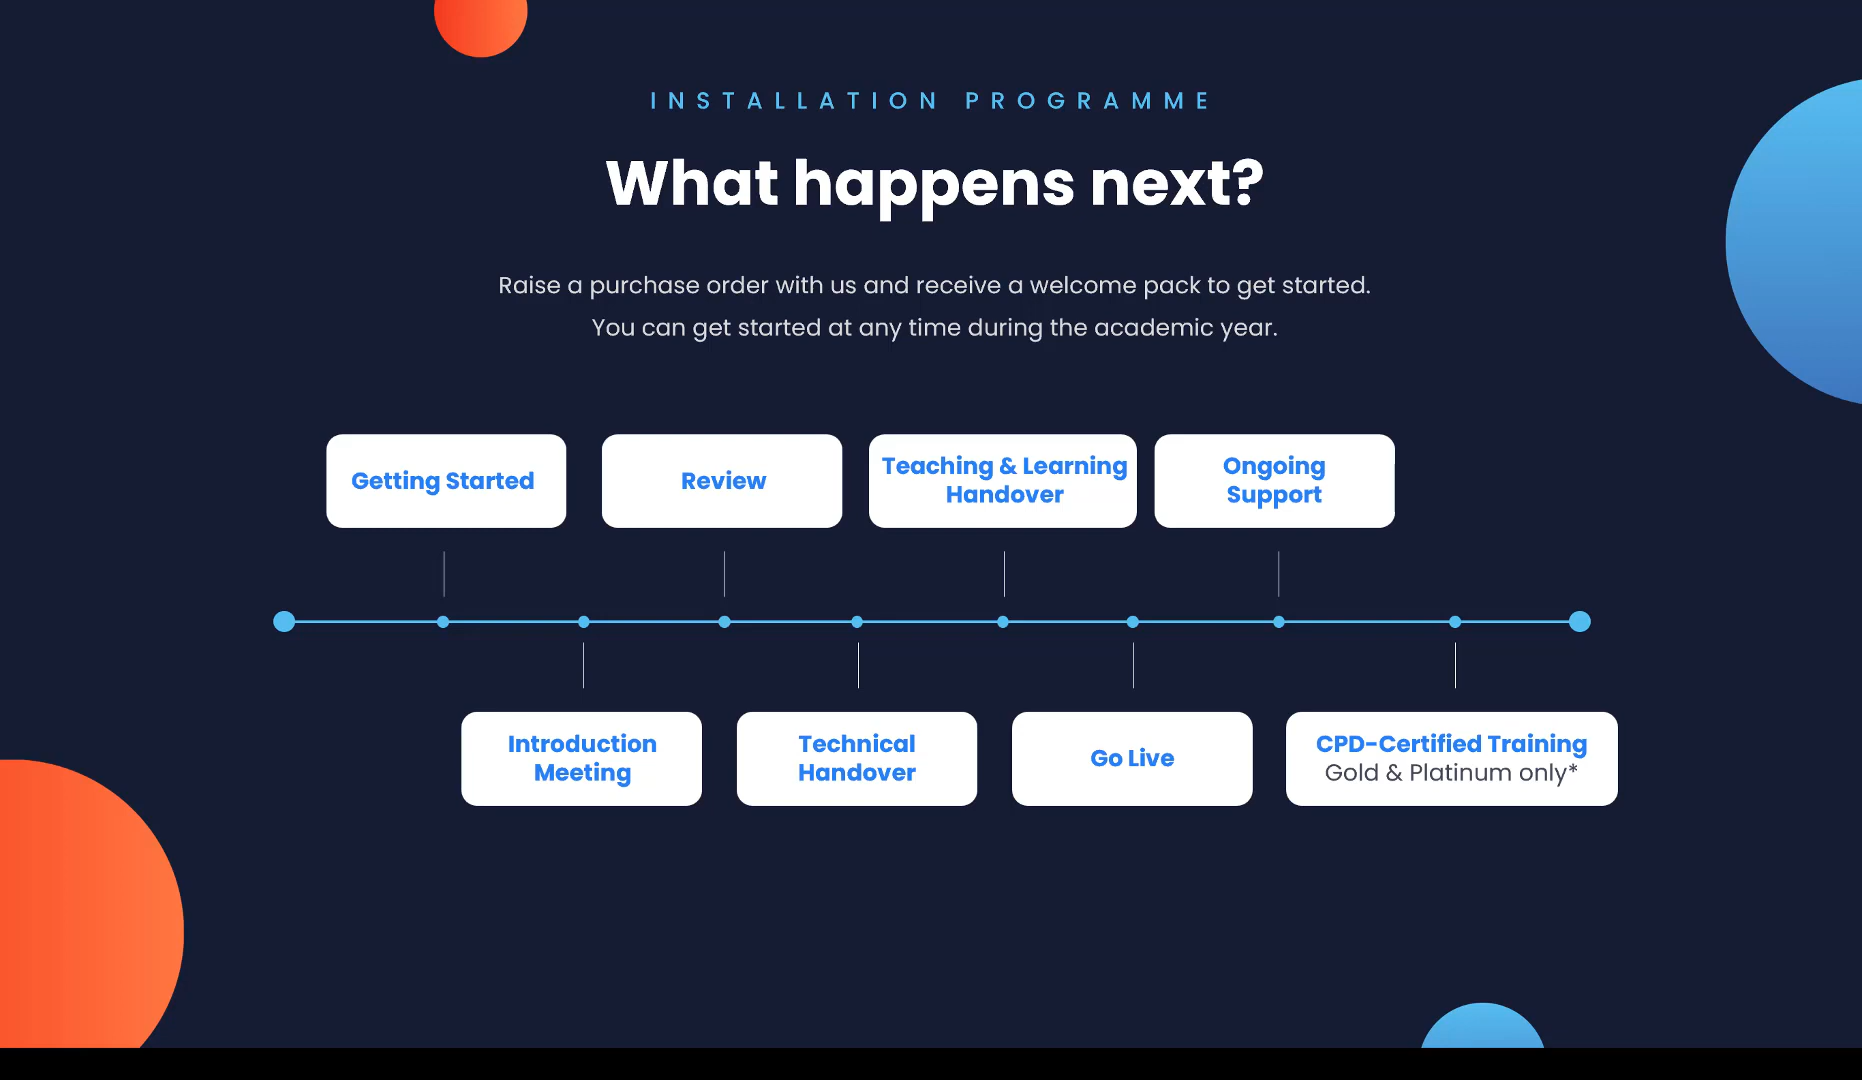 INSTALLATION PROGRAMME
What happens next?
Raise a purchase order with us and receive a welcome pack to get started.
You can get started at any time during the academic year.
Getting Started
Review
Teaching & Learning
Handover
Ongoing
Support
Introduction
Meeting
Technical
Handover
Go Live
CPD-Certified Training
Gold & Platinum only*